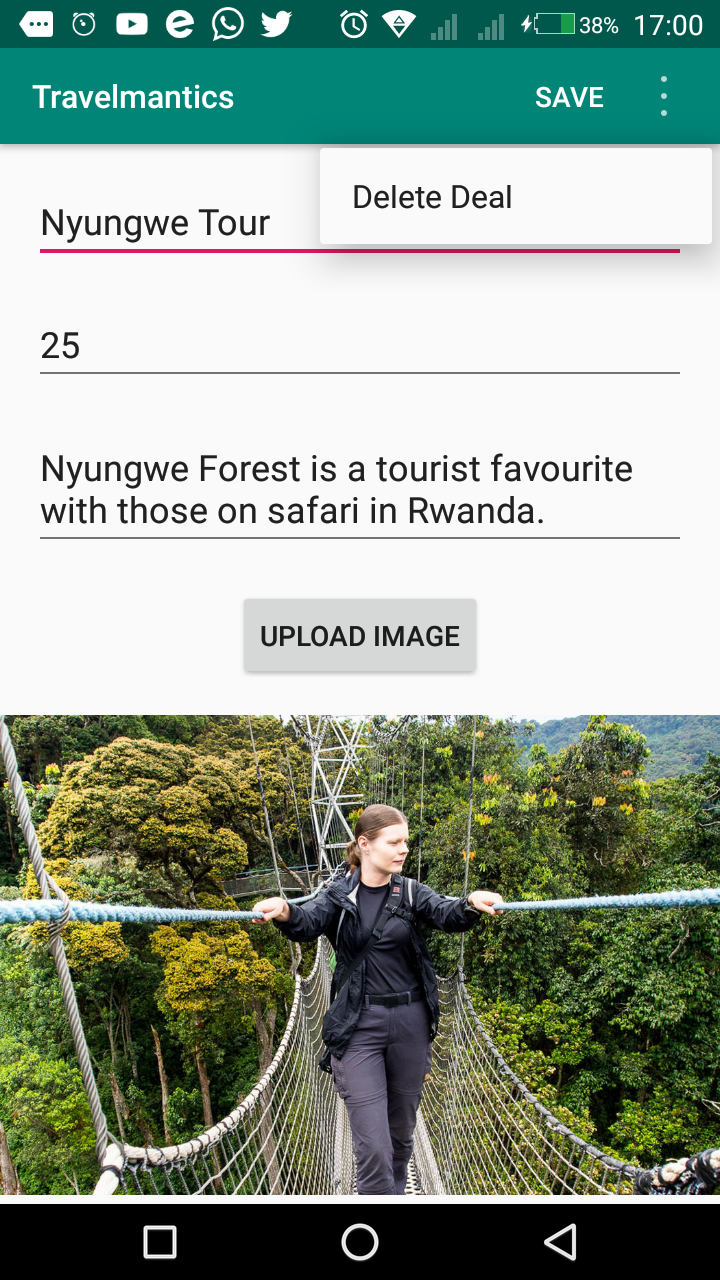 38% 17:00
Travelmantics SAVE
Delete Deal
Nyungwe Tour
25
Nyungwe Forest is a tourist favourite
with those on safari in Rwanda.
UPLOAD IMAGE